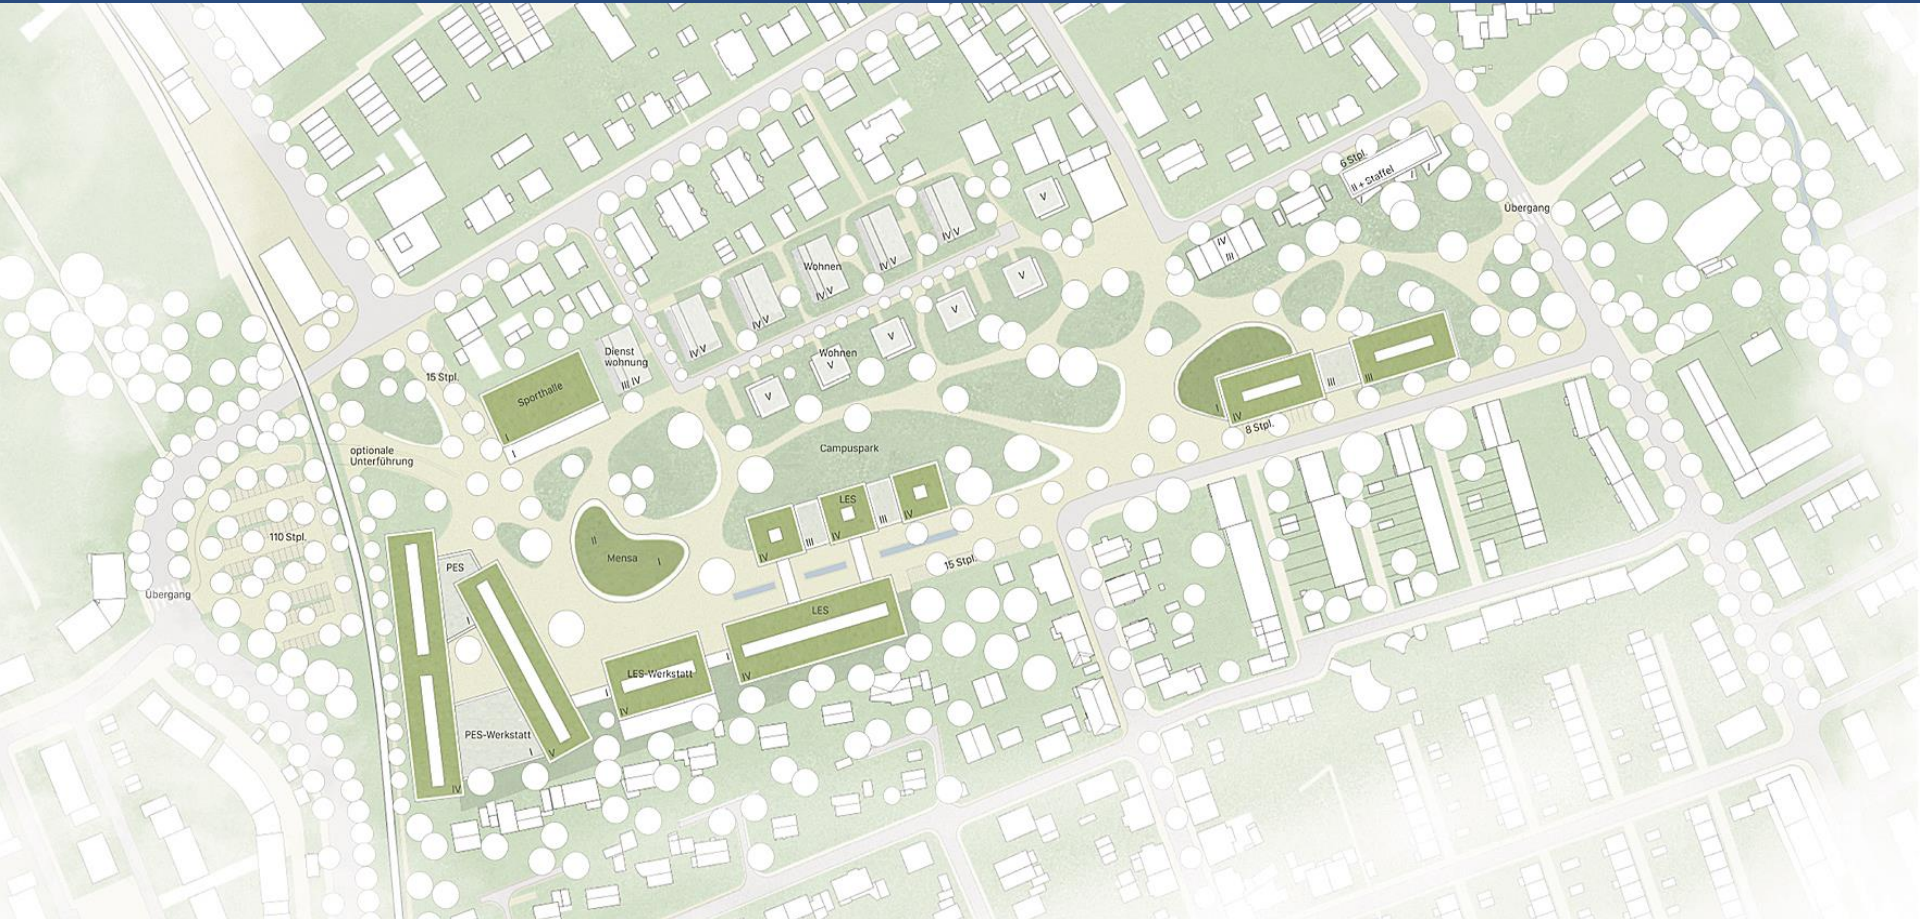 6 Stpl.
II + Staffel
Übergang
V
IV
III
IV V
IV V
Wohnen
IV V
V
IV V
V
IV V
Wohnen
V
V
V
Dienst
wohnung
III IV
15 Stpl.
Sporthalle
I
I
III
III
I
IV
8 Stpl.
optionale
Unterführung
Campuspark
LES
IV
III
IV
III
IV
110 Stpl.
II
Mensa
I
PES
I
15 Stpl.
Übergang
LES
I
IV
LES-Werkstatt
I
IV
PES-Werkstatt
I
V
IV